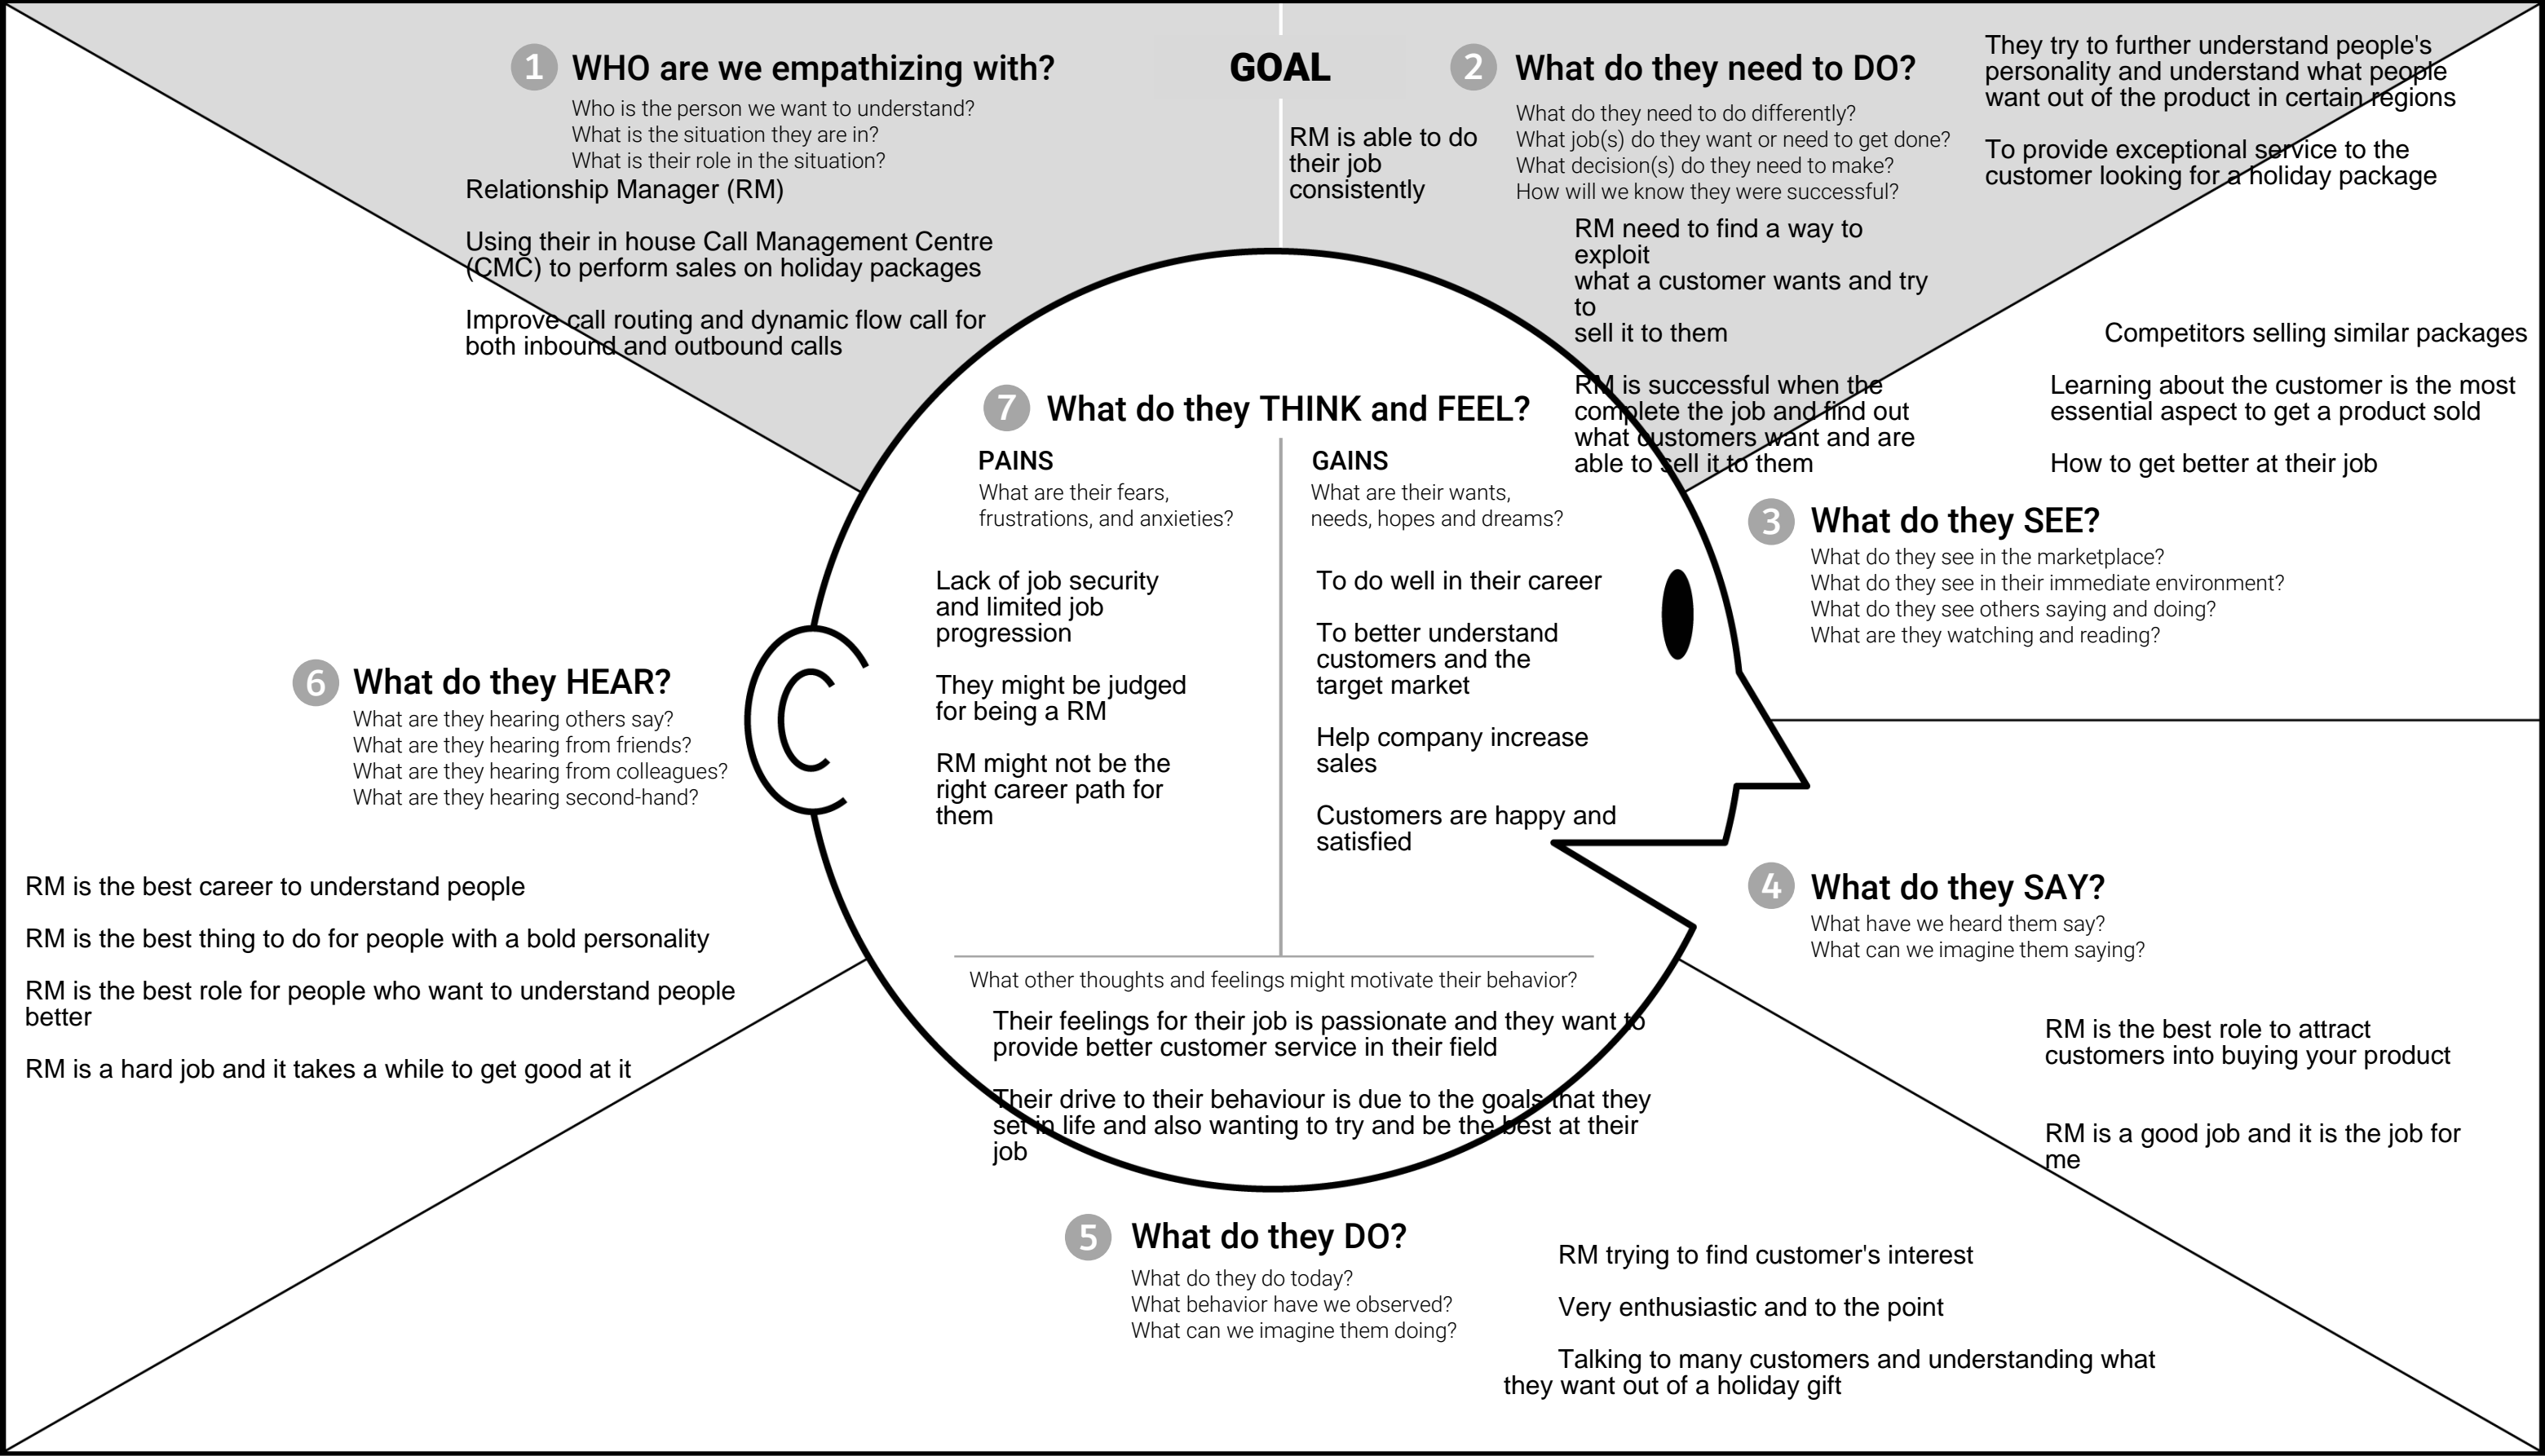 1 WHO are we empathizing with?
Who is the person we want to understand?
What is the situation they are in?
What is their role in the situation?
Relationship Manager (RM)
Using their in house Call Management Centre
(CMC) to perform sales on holiday packages
Improve call routing and dynamic flow call for
both inbound and outbound calls
GOAL
RM is able to do
their job
consistently
2 What do they need to DO?
What do they need to do differently?
What job(s) do they want or need to get done?
What decision(s) do they need to make?
How will we know they were successful?
RM need to find a way to
exploit
what a customer wants and try
to
sell it to them
RM is successful when the
complete the job and find out
what customers want and are
able to sell it to them
They try to further understand people's
personality and understand what people
want out of the product in certain regions
To provide exceptional service to the
customer looking for a holiday package
Competitors selling similar packages
Learning about the customer is the most
essential aspect to get a product sold
How to get better at their job
3 What do they SEE?
What do they see in the marketplace?
What do they see in their immediate environment?
What do they see others saying and doing?
What are they watching and reading?
4 What do they SAY?
What have we heard them say?
What can we imagine them saying?
RM is the best role to attract
customers into buying your product
RM is a good job and it is the job for
me
5 What do they DO?
What do they do today?
What behavior have we observed?
What can we imagine them doing?
RM trying to find customer's interest
Very enthusiastic and to the point
Talking to many customers and understanding what
they want out of a holiday gift
6 What do they HEAR?
What are they hearing others say?
What are they hearing from friends?
What are they hearing from colleagues?
What are they hearing second-hand?
RM is the best career to understand people
RM is the best thing to do for people with a bold personality
RM is the best role for people who want to understand people
better
RM is a hard job and it takes a while to get good at it
7 What do they THINK and FEEL?
PAINS
What are their fears,
frustrations, and anxieties?
Lack of job security
and limited job
progression
They might be judged
for being a RM
RM might not be the
right career path for
them
GAINS
What are their wants,
needs, hopes and dreams?
To do well in their career
To better understand
customers and the
target market
Help company increase
sales
Customers are happy and
satisfied
What other thoughts and feelings might motivate their behavior?
Their feelings for their job is passionate and they want to
provide better customer service in their field
Their drive to their behaviour is due to the goals that they
set in life and also wanting to try and be the best at their
job